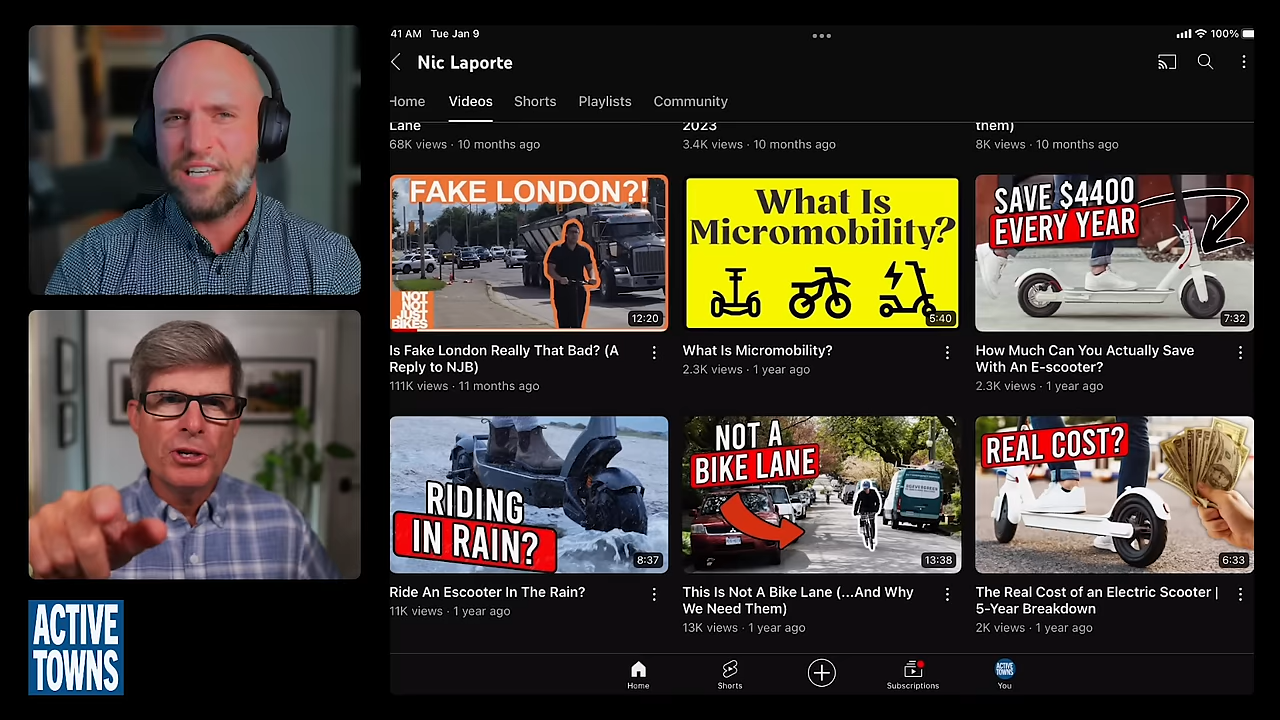 41 AM Tue Jan 9
100%
Nic Laporte
Home Videos Shorts Playlists Community
Lane
68K views · 10 months ago
2023
3.4K views · 10 months ago
them)
8K views · 10 months ago
FAKE LONDON?!
NOT
NOT
JUST
BIKES
12:20
Is Fake London Really That Bad? (A
Reply to NJB)
111K views · 11 months ago
What Is
Micromobility?
5:40
What Is Micromobility?
2.3K views · 1 year ago
SAVE $4400
EVERY YEAR
7:32
How Much Can You Actually Save
With An E-scooter?
2.3K views · 1 year ago
RIDING
IN RAIN?
8:37
Ride An Escooter In The Rain?
11K views · 1 year ago
NOT A
BIKE LANE
13:38
This Is Not A Bike Lane (...And Why
We Need Them)
13K views · 1 year ago
REAL COST?
6:33
The Real Cost of an Electric Scooter |
5-Year Breakdown
2K views · 1 year ago
Home
Shorts
Subscriptions
ACTIVE
TOWNS
You
ACTIVE
TOWNS